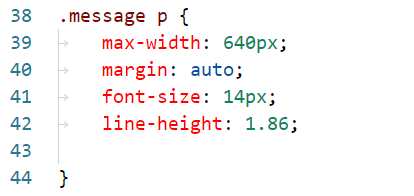 38 .message p {
39 → max-width: 640px;
40 → margin: auto;
41 → font-size: 14px;
42 → line-height: 1.86;
43
44 }